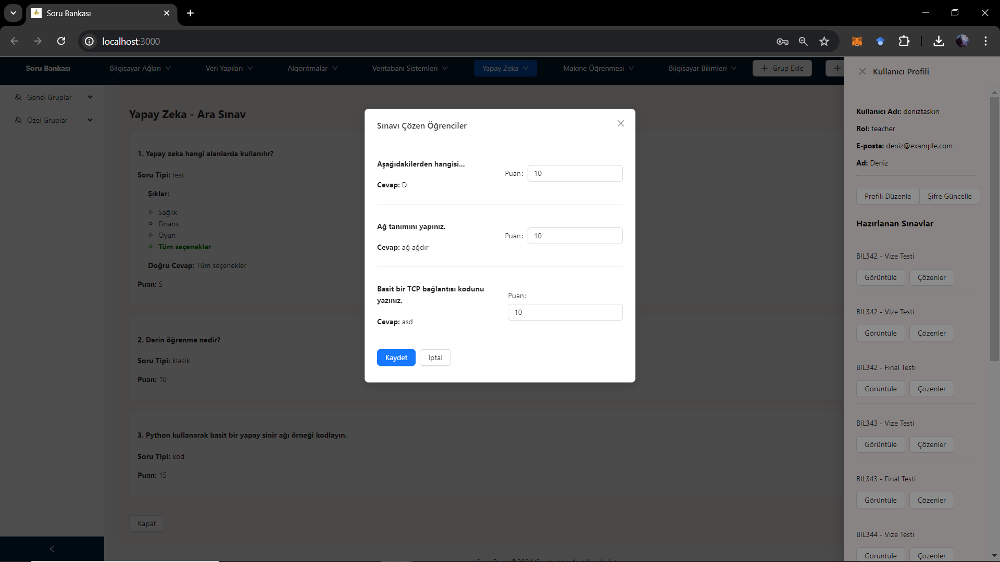 Soru Bankası
localhost:3000
Soru Bankası
Bilgisayar Ağları
Veri Yapıları
Algoritmalar
Veritabanı Sistemleri
Yapay Zeka
Makine Öğrenmesi
Bilgisayar Bilimleri
+ Grup Ekle
+
Genel Gruplar
Özel Gruplar
Yapay Zeka - Ara Sınav
1. Yapay zeka hangi alanlarda kullanılır?
Soru Tipi: test
Şıklar:
Sağlık
Finans
Oyun
Tüm seçenekler
Doğru Cevap: Tüm seçenekler
Puan: 5
2. Derin öğrenme nedir?
Soru Tipi: klasik
Puan: 10
3. Python kullanarak basit bir yapay sinir ağı örneği kodlayın.
Soru Tipi: kod
Puan: 15
Kapat
Sınavı Çözen Öğrenciler
Aşağıdakilerden hangisi...
Cevap: D
Puan: 10
Ağ tanımını yapınız.
Cevap: ağ ağdır
Puan: 10
Basit bir TCP bağlantısı kodunu
yazınız.
Cevap: asd
Puan:
10
Kaydet
İptal
Kullanıcı Profili
Kullanıcı Adı: deniztaskin
Rol: teacher
E-posta: deniz@example.com
Ad: Deniz
Profili Düzenle
Şifre Güncelle
Hazırlanan Sınavlar
BIL342 - Vize Testi
Görüntüle
Çözenler
BIL342 - Vize Testi
Görüntüle
Çözenler
BIL342 - Final Testi
Görüntüle
Çözenler
BIL343 - Vize Testi
Görüntüle
Çözenler
BIL343 - Final Testi
Görüntüle
Çözenler
BIL344 - Vize Testi
Görüntüle
Çözenler